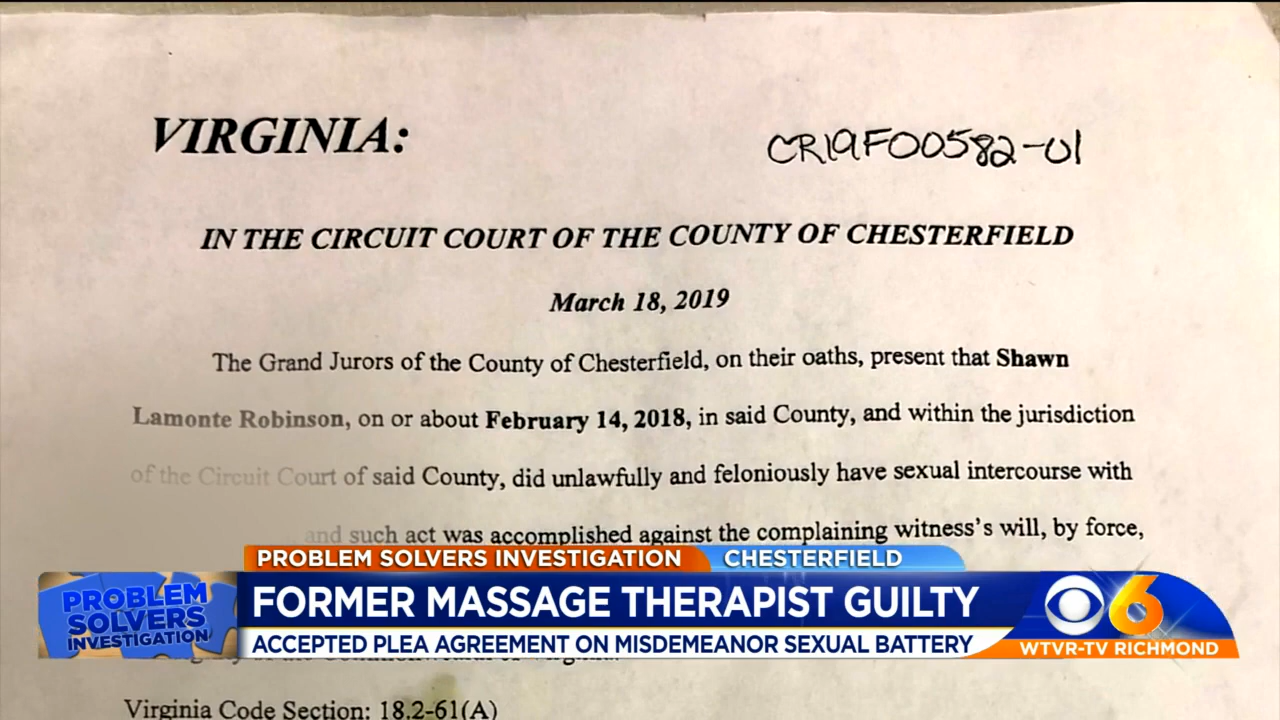 VIRGINIA:
CR19F00582-01
IN THE CIRCUIT COURT OF THE COUNTY OF CHESTERFIELD
March 18, 2019
The Grand Jurors of the County of Chesterfield, on their oaths, present that Shawn
Lamonte Robinson, on or about February 14, 2018, in said County, and within the jurisdiction
of the Circuit Court of said County, did unlawfully and feloniously have sexual intercourse with
and such act was accomplished against the complaining witness's will, by force,
PROBLEM SOLVERS INVESTIGATION
CHESTERFIELD
PROBLEM
SOLVERS
INVESTIGATION
FORMER MASSAGE THERAPIST GUILTY
ACCEPTED PLEA AGREEMENT ON MISDEMEANOR SEXUAL BATTERY
6
WTVR-TV RICHMOND
Virginia Code Section: 18.2-61(A)